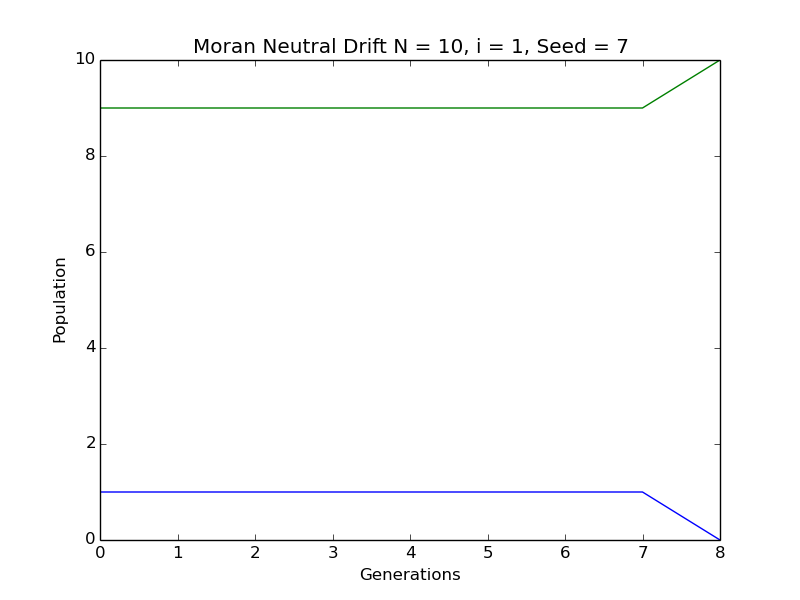 Moran Neutral Drift N = 10, i = 1, Seed = 7
10
8
6
4
2
0
Population
0 1 2 3 4 5 6 7 8
Generations